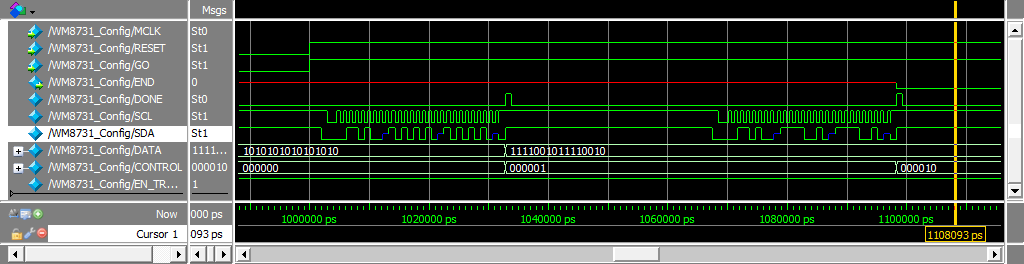 Msgs
/WM8731_Config/MCLK St0
/WM8731_Config/RESET St1
/WM8731_Config/GO St1
/WM8731_Config/END 0
/WM8731_Config/DONE St0
/WM8731_Config/SCL St1
/WM8731_Config/SDA St1
/WM8731_Config/DATA 11111... 1010101010101010 1111001011110010
/WM8731_Config/CONTROL 000010 000000 000001 000010
/WM8731_Config/EN_TR... 1
Now 000 ps 1000000 ps 1020000 ps 1040000 ps 1060000 ps 1080000 ps 1100000 ps
Cursor 1 093 ps 1108093 ps